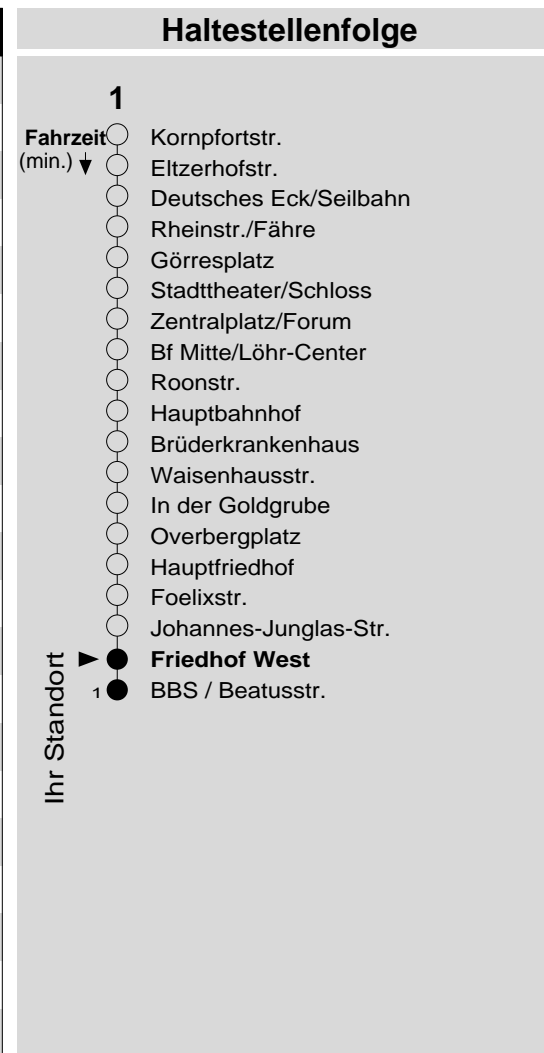 Haltestellenfolge
1
Fahrzeit
(min.)
Kornpfortstr.
Eltzerhofstr.
Deutsches Eck/Seilbahn
Rheinstr./Fähre
Görresplatz
Stadttheater/Schloss
Zentralplatz/Forum
Bf Mitte/Löhr-Center
Roonstr.
Hauptbahnhof
Brüderkrankenhaus
Waisenhausstr.
In der Goldgrube
Overbergplatz
Hauptfriedhof
Foelixstr.
Johannes-Junglas-Str.
Friedhof West
1 BBS / Beatusstr.
Ihr Standort